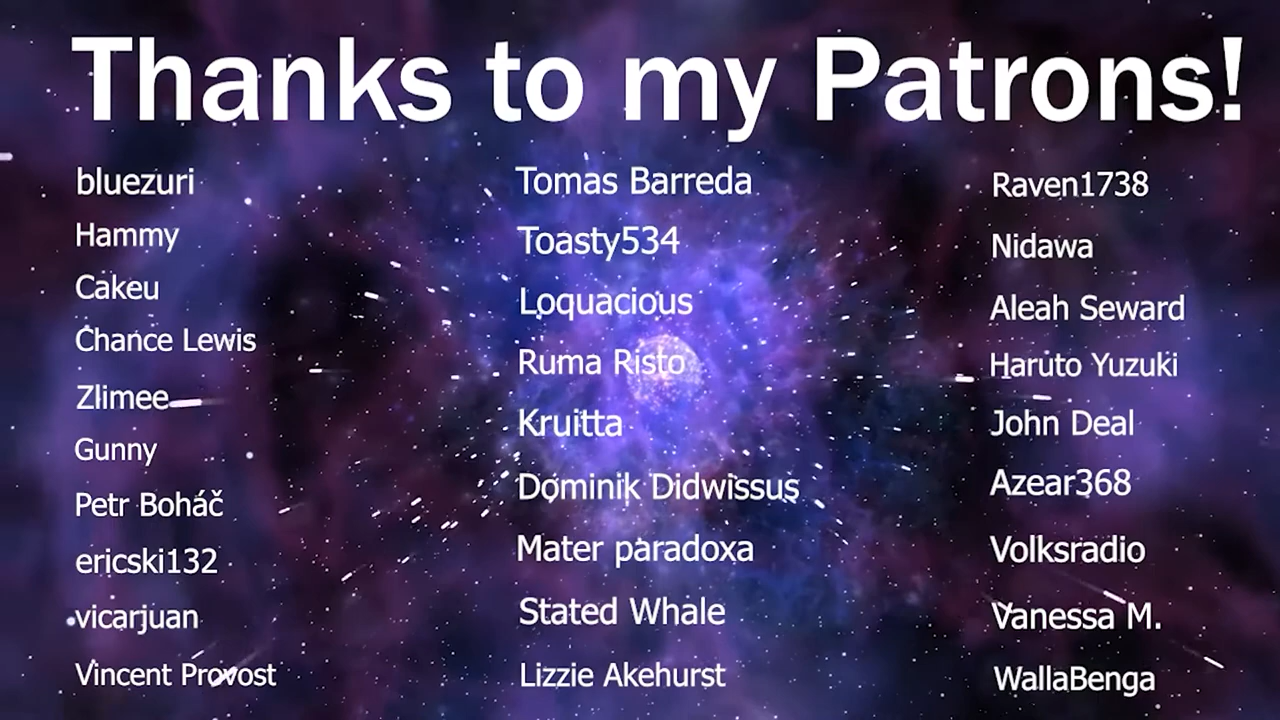 Thanks to my Patrons!
bluezuri
Hammy
Cakeu
Chance Lewis
Zlimee
Gunny
Petr Boháč
ericski132
vicarjuan
Vincent Provost
Tomas Barreda
Toasty534
Loquacious
Ruma Risto
Kruitta
Dominik Didwissus
Mater paradoxa
Stated Whale
Lizzie Akehurst
Raven1738
Nidawa
Aleah Seward
Haruto Yuzuki
John Deal
Azear368
Volksradio
Vanessa M.
WallaBenga